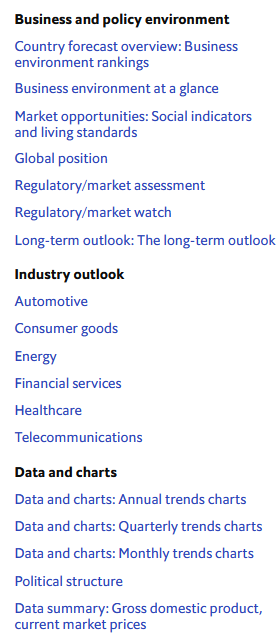 Business and policy environment
Country forecast overview: Business
environment rankings
Business environment at a glance
Market opportunities: Social indicators
and living standards
Global position
Regulatory/market assessment
Regulatory/market watch
Long-term outlook: The long-term outlook
Industry outlook
Automotive
Consumer goods
Energy
Financial services
Healthcare
Telecommunications
Data and charts
Data and charts: Annual trends charts
Data and charts: Quarterly trends charts
Data and charts: Monthly trends charts
Political structure
Data summary: Gross domestic product,
current market prices